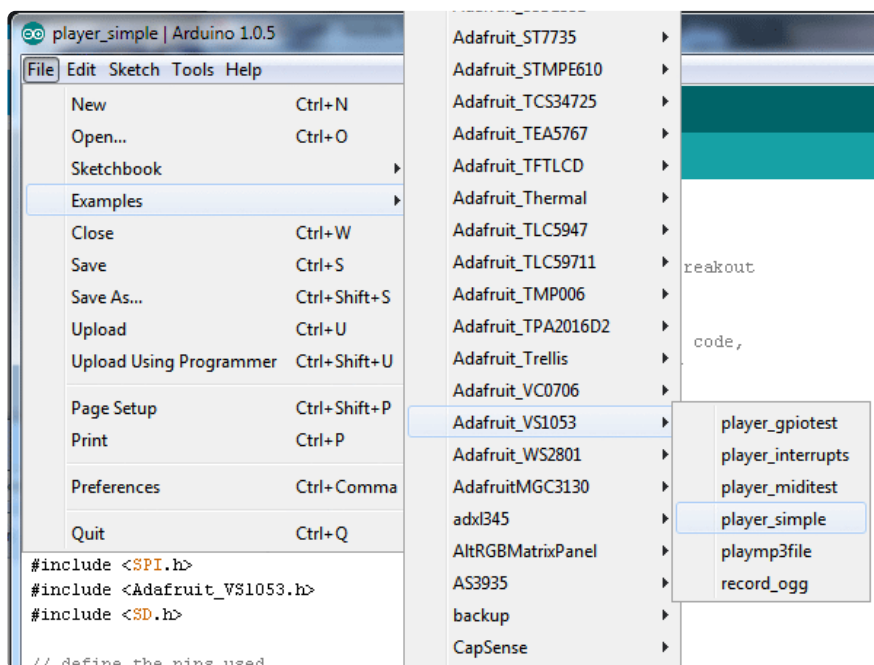 player_simple | Arduino 1.0.5
File Edit Sketch Tools Help
New Ctrl+N
Open... Ctrl+O
Sketchbook
Examples
Close Ctrl+W
Save Ctrl+S
Save As... Ctrl+Shift+S
Upload Ctrl+U
Upload Using Programmer Ctrl+Shift+U
Page Setup Ctrl+Shift+P
Print Ctrl+P
Preferences Ctrl+Comma
Quit Ctrl+Q
Adafruit_ST7735
Adafruit_STMPE610
Adafruit_TCS34725
Adafruit_TEA5767
Adafruit_TFTLCD
Adafruit_Thermal
Adafruit_TLC5947
Adafruit_TLC59711
Adafruit_TMP006
Adafruit_TPA2016D2
Adafruit_Trellis
Adafruit_VC0706
Adafruit_VS1053
Adafruit_WS2801
AdafruitMGC3130
adxl345
AltRGBMatrixPanel
AS3935
backup
CapSense
player_gpiotest
player_interrupts
player_miditest
player_simple
playmp3file
record_ogg
reakout
code,
#include <SPI.h>
#include <Adafruit_VS1053.h>
#include <SD.h>
// define the pins used